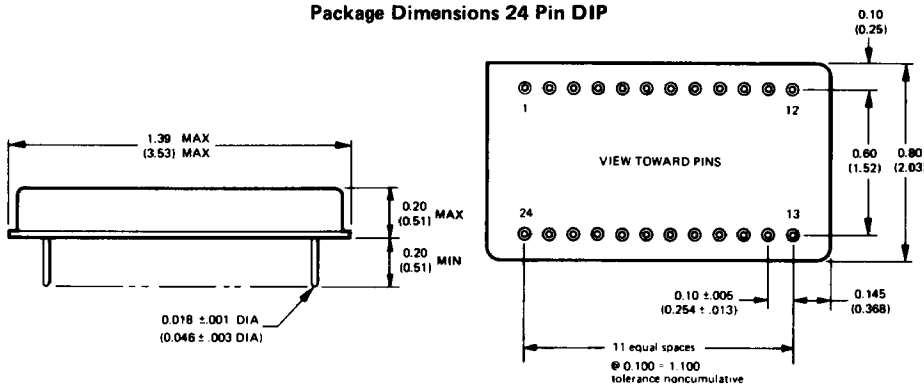 Package Dimensions 24 Pin DIP
0.10
(0.25)
1
12
1.39 MAX
(3.53) MAX
VIEW TOWARD PINS
0.60
(1.52)
0.80
(2.03)
0.20
(0.51) MAX
24
13
0.20
(0.51) MIN
0.018 ±.001 DIA
(0.046 ± .003 DIA)
0.10 ±.005
(0.254 ± .013)
0.145
(0.368)
11 equal spaces
@ 0.100 = 1.100
tolerance noncumulative